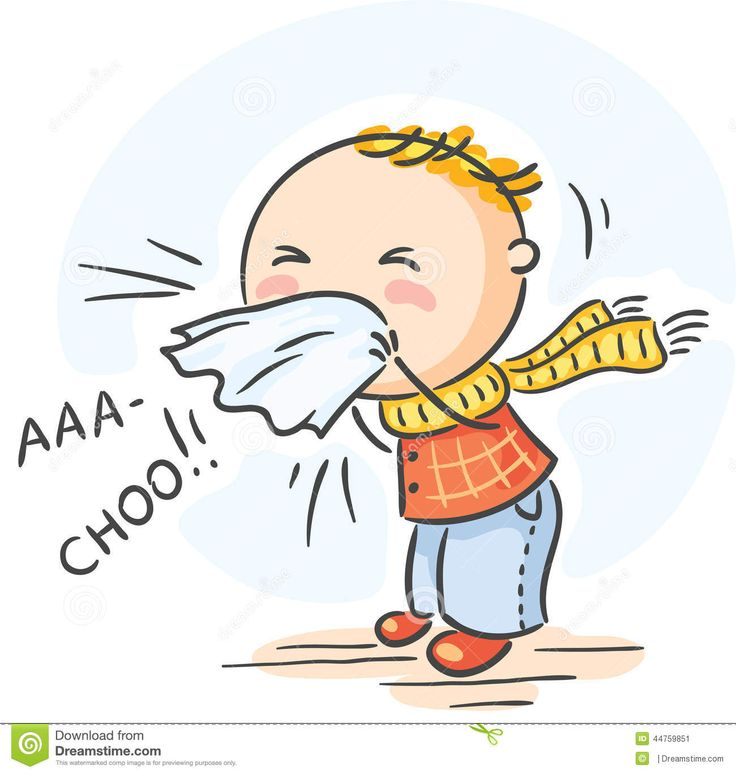 AAA-
CHOO!!
Download from
Dreamstime.com
This watermarked comp image is for previewing purposes only.
ID 44759851
| Dreamstime.com
dreamstime